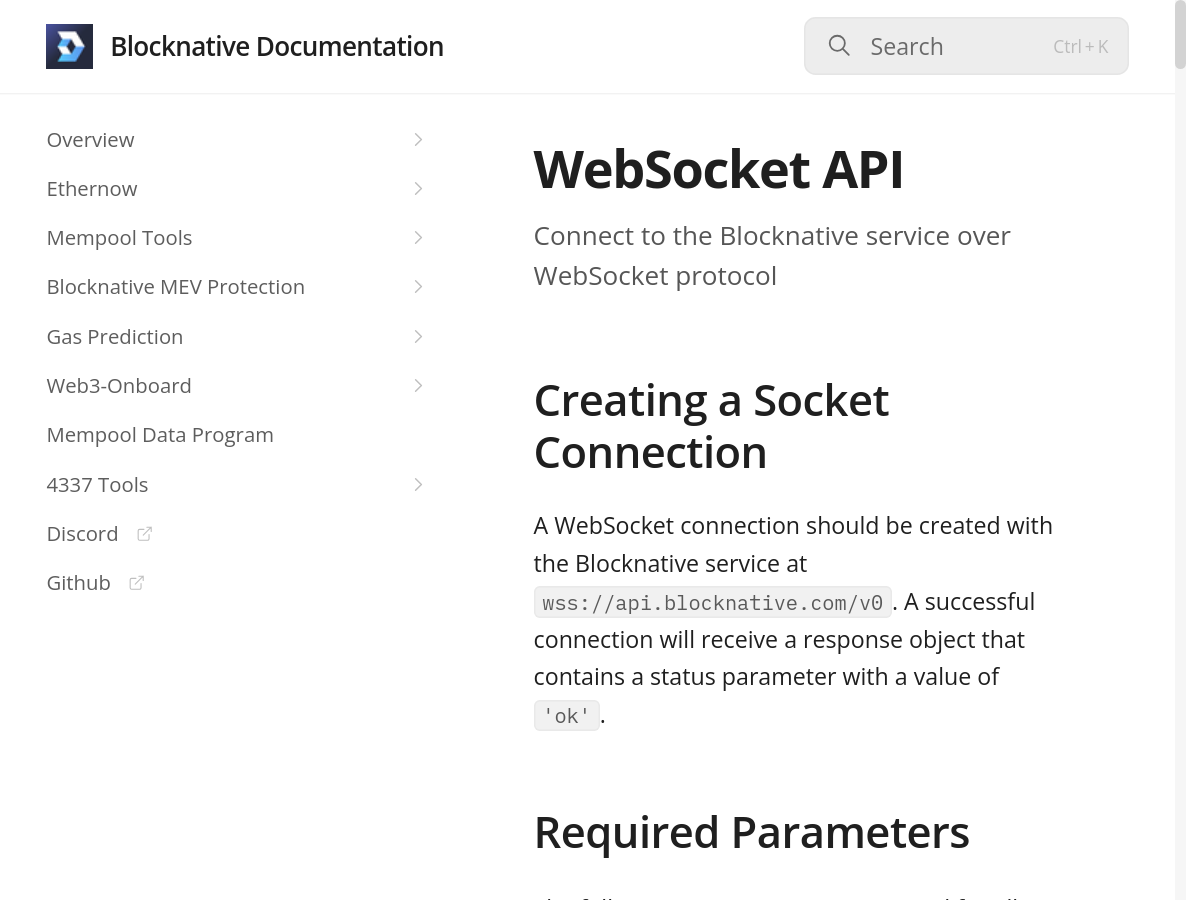 Blocknative Documentation
Search
Ctrl + K
Overview
Ethernow
Mempool Tools
Blocknative MEV Protection
Gas Prediction
Web3-Onboard
Mempool Data Program
4337 Tools
Discord
Github
WebSocket API
Connect to the Blocknative service over
WebSocket protocol
Creating a Socket
Connection
A WebSocket connection should be created with
the Blocknative service at
wss://api.blocknative.com/v0 . A successful
connection will receive a response object that
contains a status parameter with a value of
'ok' .
Required Parameters